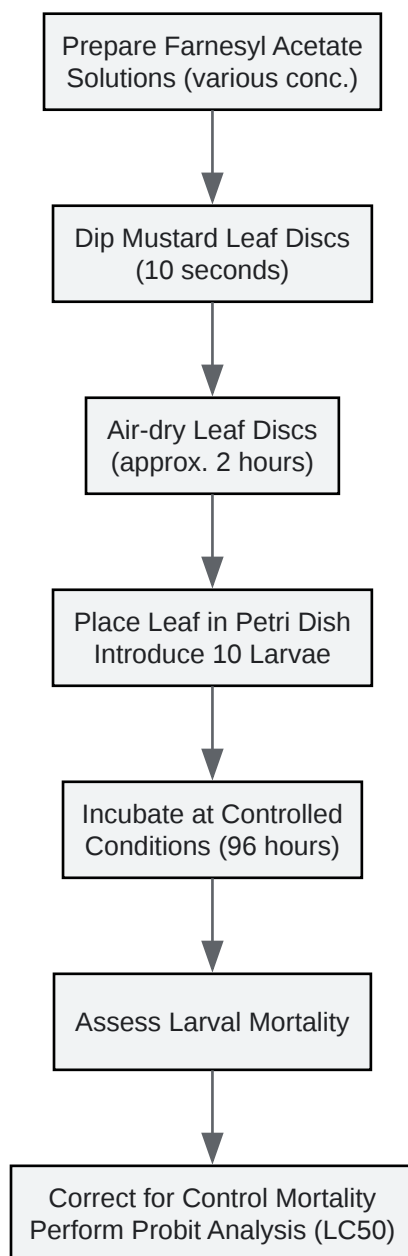 Prepare Farnesyl Acetate
Solutions (various conc.)
Dip Mustard Leaf Discs
(10 seconds)
Air-dry Leaf Discs
(approx. 2 hours)
Place Leaf in Petri Dish
Introduce 10 Larvae
Incubate at Controlled
Conditions (96 hours)
Assess Larval Mortality
Correct for Control Mortality
Perform Probit Analysis (LC50)